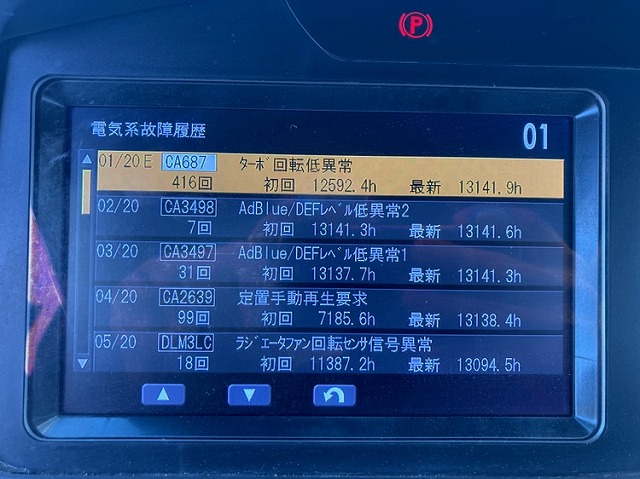 P
電気系故障履歴 01
01/20 E CA687 ﾀｰﾎﾞ回転低異常
416回 初回 12592.4h 最新 13141.9h
02/20 CA3498 AdBlue/DEFﾚﾍﾞﾙ低異常2
7回 初回 13141.3h 最新 13141.6h
03/20 CA3497 AdBlue/DEFﾚﾍﾞﾙ低異常1
31回 初回 13137.7h 最新 13141.3h
04/20 CA2639 定置手動再生要求
99回 初回 7185.6h 最新 13138.4h
05/20 DLM3LC ﾗｼﾞｴｰﾀﾌｧﾝ回転ｾﾝｻ信号異常
18回 初回 11387.2h 最新 13094.5h